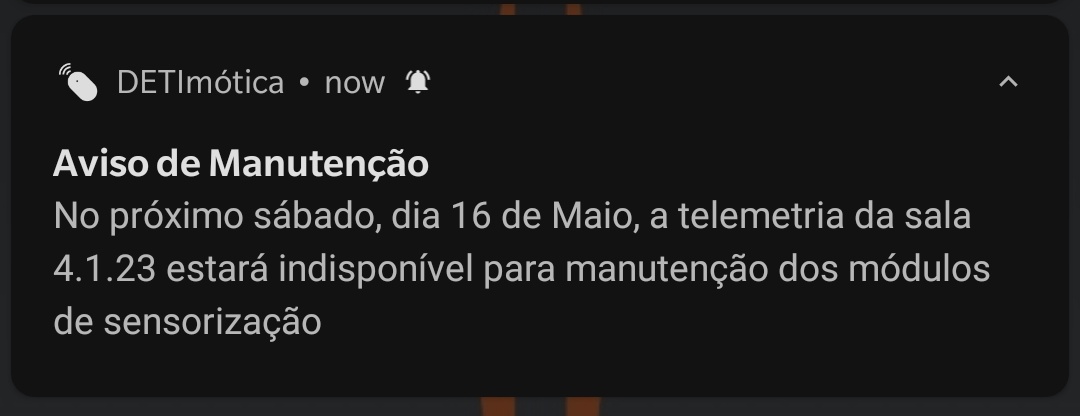 DETImótica • now
Aviso de Manutenção
No próximo sábado, dia 16 de Maio, a telemetria da sala
4.1.23 estará indisponível para manutenção dos módulos
de sensorização